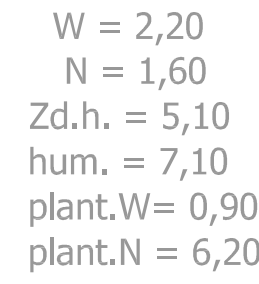 W = 2,20
N = 1,60
Zd.h. = 5,10
hum. = 7,10
plant.W= 0,90
plant.N = 6,20